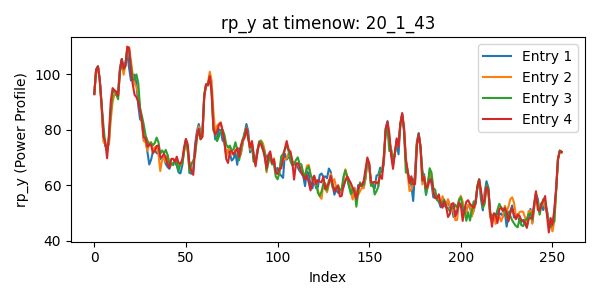 rp_y at timenow: 20_1_43
rp_y (Power Profile)
100
80
60
40
0
50
100
150
200
250
Index
Entry 1
Entry 2
Entry 3
Entry 4